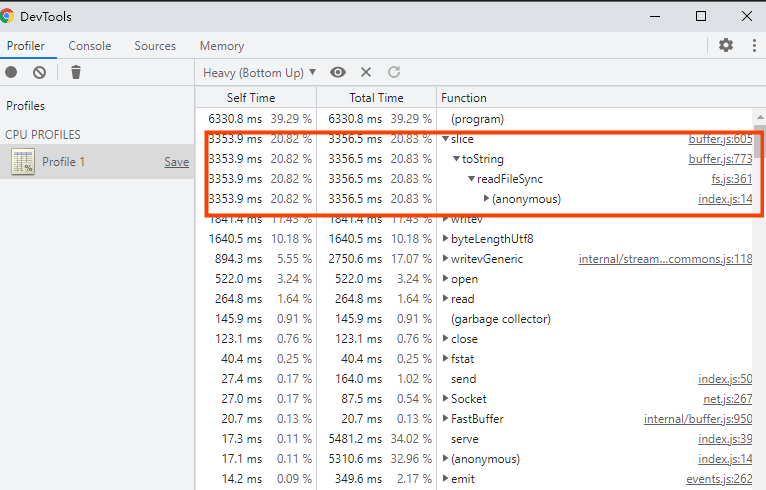 DevTools
Profiler Console Sources Memory
Heavy (Bottom Up) ▼
Profiles
CPU PROFILES
Profile 1 Save
Self Time Total Time Function
6330.8 ms 39.29 % 6330.8 ms 39.29 % (program)
3353.9 ms 20.82 % 3356.5 ms 20.83 % slice buffer.js:605
3353.9 ms 20.82 % 3356.5 ms 20.83 % toString buffer.js:773
3353.9 ms 20.82 % 3356.5 ms 20.83 % readFileSync fs.js:361
3353.9 ms 20.82 % 3356.5 ms 20.83 % (anonymous) index.js:14
1841.4 ms 11.43 % 1841.4 ms 11.43 % writev
1640.5 ms 10.18 % 1640.5 ms 10.18 % byteLengthUtf8
894.3 ms 5.55 % 2750.6 ms 17.07 % writevGeneric internal/stream…commons.js:118
522.0 ms 3.24 % 522.0 ms 3.24 % open
264.8 ms 1.64 % 264.8 ms 1.64 % read
145.9 ms 0.91 % 145.9 ms 0.91 % (garbage collector)
123.1 ms 0.76 % 123.1 ms 0.76 % close
40.4 ms 0.25 % 40.4 ms 0.25 % fstat
27.4 ms 0.17 % 164.0 ms 1.02 % send index.js:50
27.0 ms 0.17 % 87.5 ms 0.54 % Socket net.js:267
20.7 ms 0.13 % 20.7 ms 0.13 % FastBuffer internal/buffer.js:950
17.3 ms 0.11 % 5481.2 ms 34.02 % serve index.js:39
17.1 ms 0.11 % 5310.6 ms 32.96 % (anonymous) index.js:14
14.2 ms 0.09 % 349.6 ms 2.17 % emit events.js:262